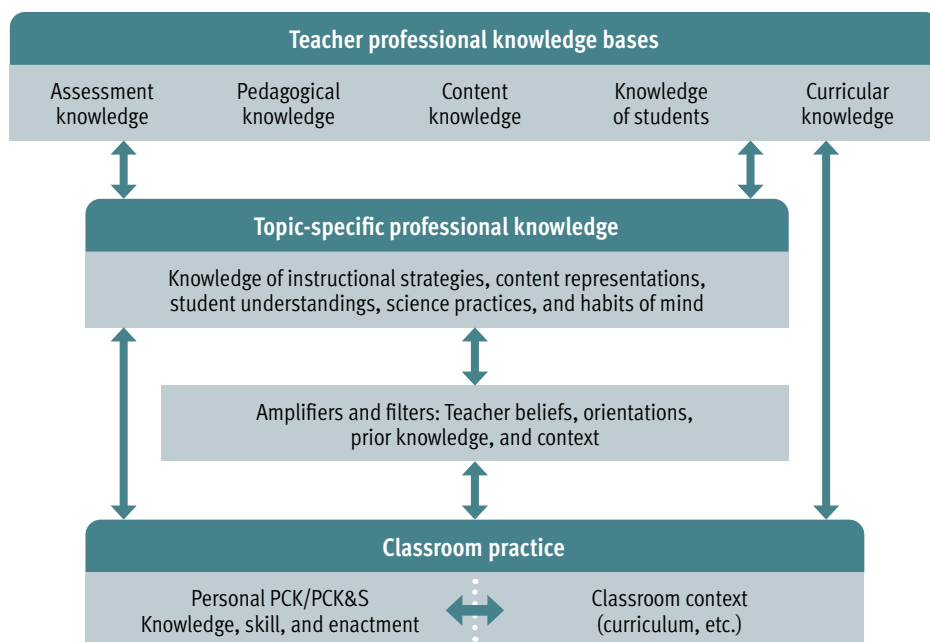 Teacher professional knowledge bases
Assessment
knowledge
Pedagogical
knowledge
Content
knowledge
Knowledge
of students
Curricular
knowledge
Topic-specific professional knowledge
Knowledge of instructional strategies, content representations,
student understandings, science practices, and habits of mind
Amplifiers and filters: Teacher beliefs, orientations,
prior knowledge, and context
Classroom practice
Personal PCK/PCK&S
Knowledge, skill, and enactment
Classroom context
(curriculum, etc.)